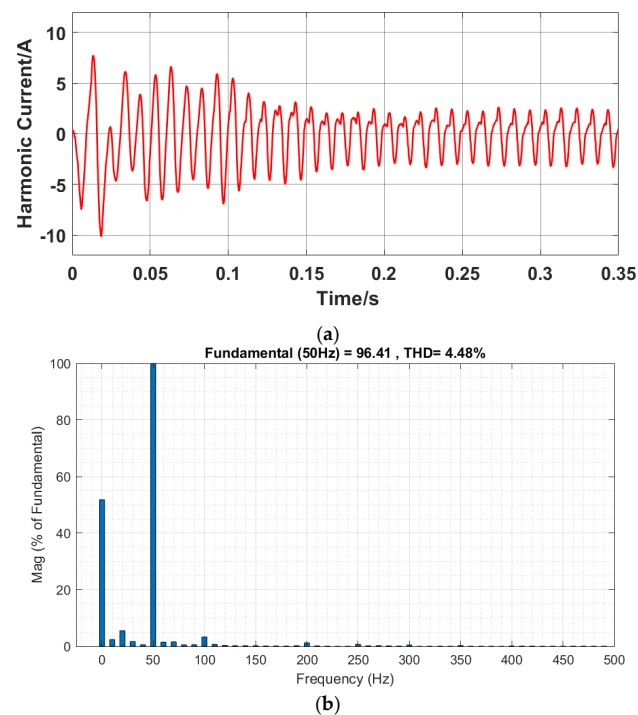 Harmonic Current/A
10
5
0
-5
-10
0 0.05 0.1 0.15 0.2 0.25 0.3 0.35
Time/s
(a)
Fundamental (50Hz) = 96.41 , THD= 4.48%
Mag (% of Fundamental)
100
80
60
40
20
0
0 50 100 150 200 250 300 350 400 450 500
Frequency (Hz)
(b)